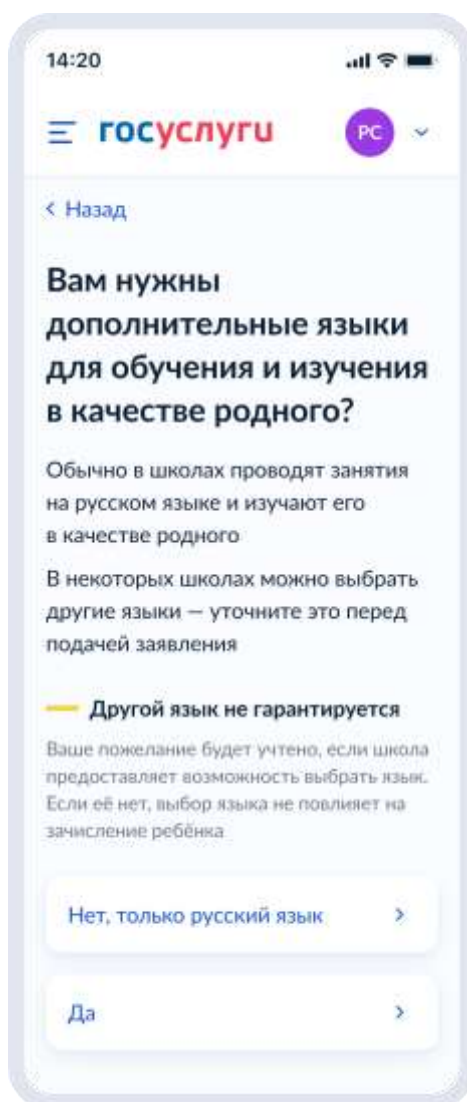 14:20
госуслуги
РС
Назад
Вам нужны
дополнительные языки
для обучения и изучения
в качестве родного?
Обычно в школах проводят занятия
на русском языке и изучают его
в качестве родного
В некоторых школах можно выбрать
другие языки — уточните это перед
подачей заявления
Другой язык не гарантируется
Ваше пожелание будет учтено, если школа
предоставляет возможность выбрать язык.
Если её нет, выбор языка не повлияет на
зачисление ребёнка
Нет, только русский язык
Да